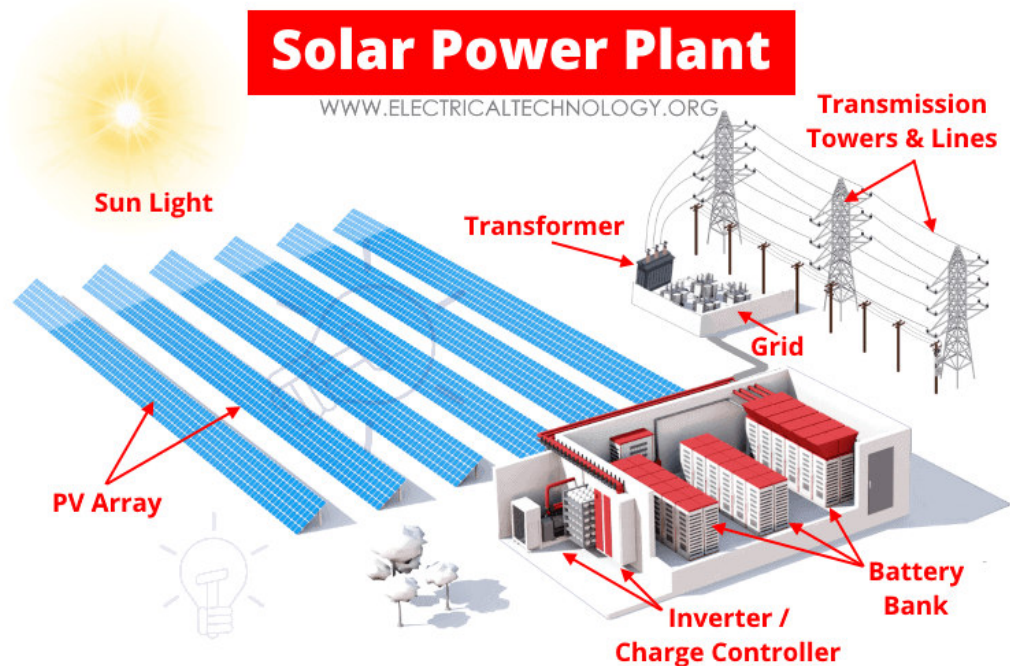 Solar Power Plant
WWW.ELECTRICALTECHNOLOGY.ORG
Transmission
Towers & Lines
Sun Light
Transformer
Grid
PV Array
Battery
Bank
Inverter /
Charge Controller